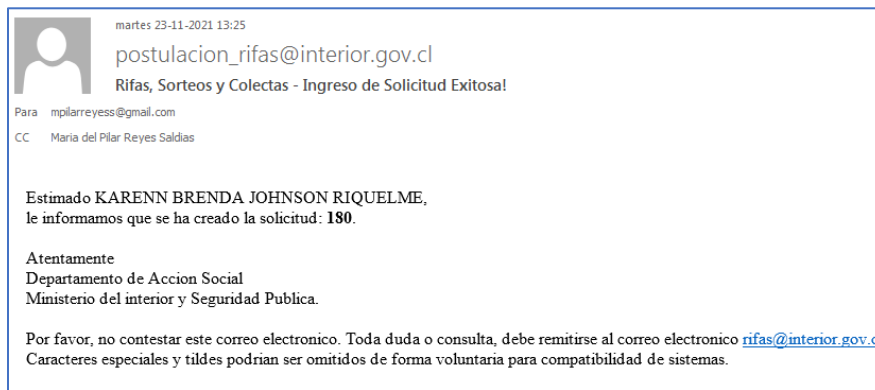 martes 23-11-2021 13:25
postulacion_rifas@interior.gov.cl
Rifas, Sorteos y Colectas - Ingreso de Solicitud Exitosa!
Para mpilarreyess@gmail.com
CC Maria del Pilar Reyes Saldias
Estimado KARENN BRENDA JOHNSON RIQUELME,
le informamos que se ha creado la solicitud: 180.
Atentamente
Departamento de Accion Social
Ministerio del interior y Seguridad Publica.
Por favor, no contestar este correo electronico. Toda duda o consulta, debe remitirse al correo electronico rifas@interior.gov.c
Caracteres especiales y tildes podrian ser omitidos de forma voluntaria para compatibilidad de sistemas.